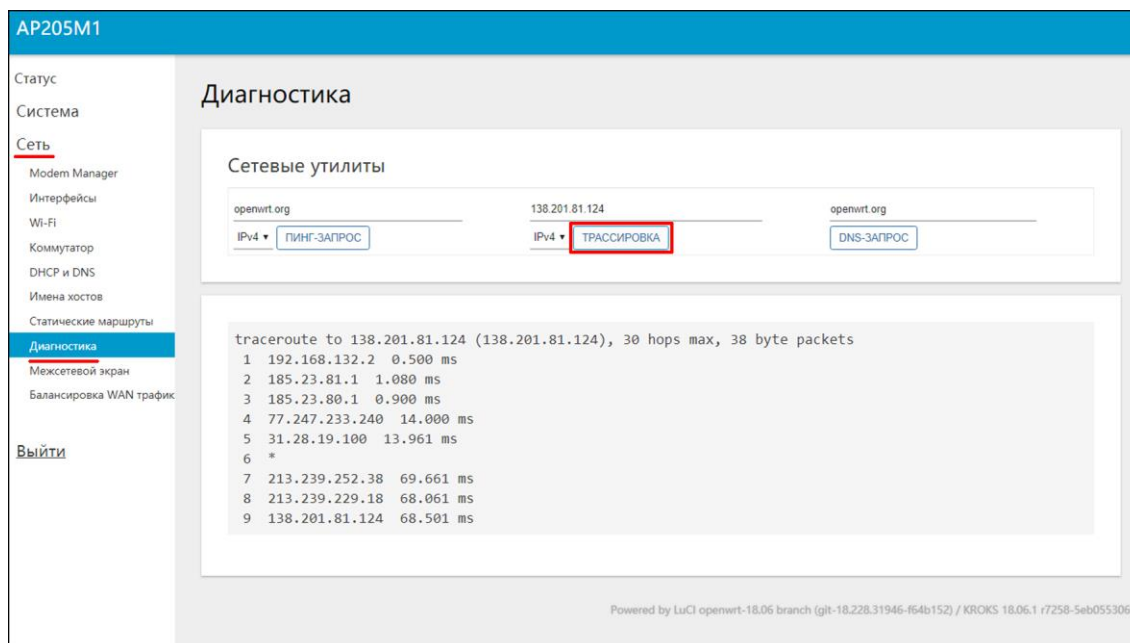 AP205M1
Статус
Система
Сеть
Modem Manager
Интерфейсы
Wi-Fi
Коммутатор
DHCP и DNS
Имена хостов
Статические маршруты
Диагностика
Межсетевой экран
Балансировка WAN трафик
Выйти
Диагностика
Сетевые утилиты
openwrt.org 138.201.81.124 openwrt.org
IPv4 ПИНГ-ЗАПРОС IPv4 ТРАССИРОВКА DNS-ЗАПРОС
traceroute to 138.201.81.124 (138.201.81.124), 30 hops max, 38 byte packets
1 192.168.132.2 0.500 ms
2 185.23.81.1 1.080 ms
3 185.23.80.1 0.900 ms
4 77.247.233.240 14.000 ms
5 31.28.19.100 13.961 ms
6 *
7 213.239.252.38 69.661 ms
8 213.239.229.18 68.061 ms
9 138.201.81.124 68.501 ms
Powered by LuCI openwrt-18.06 branch (git-18.228.31946-f64b152) / KROKS 18.06.1 r7258-5eb055306